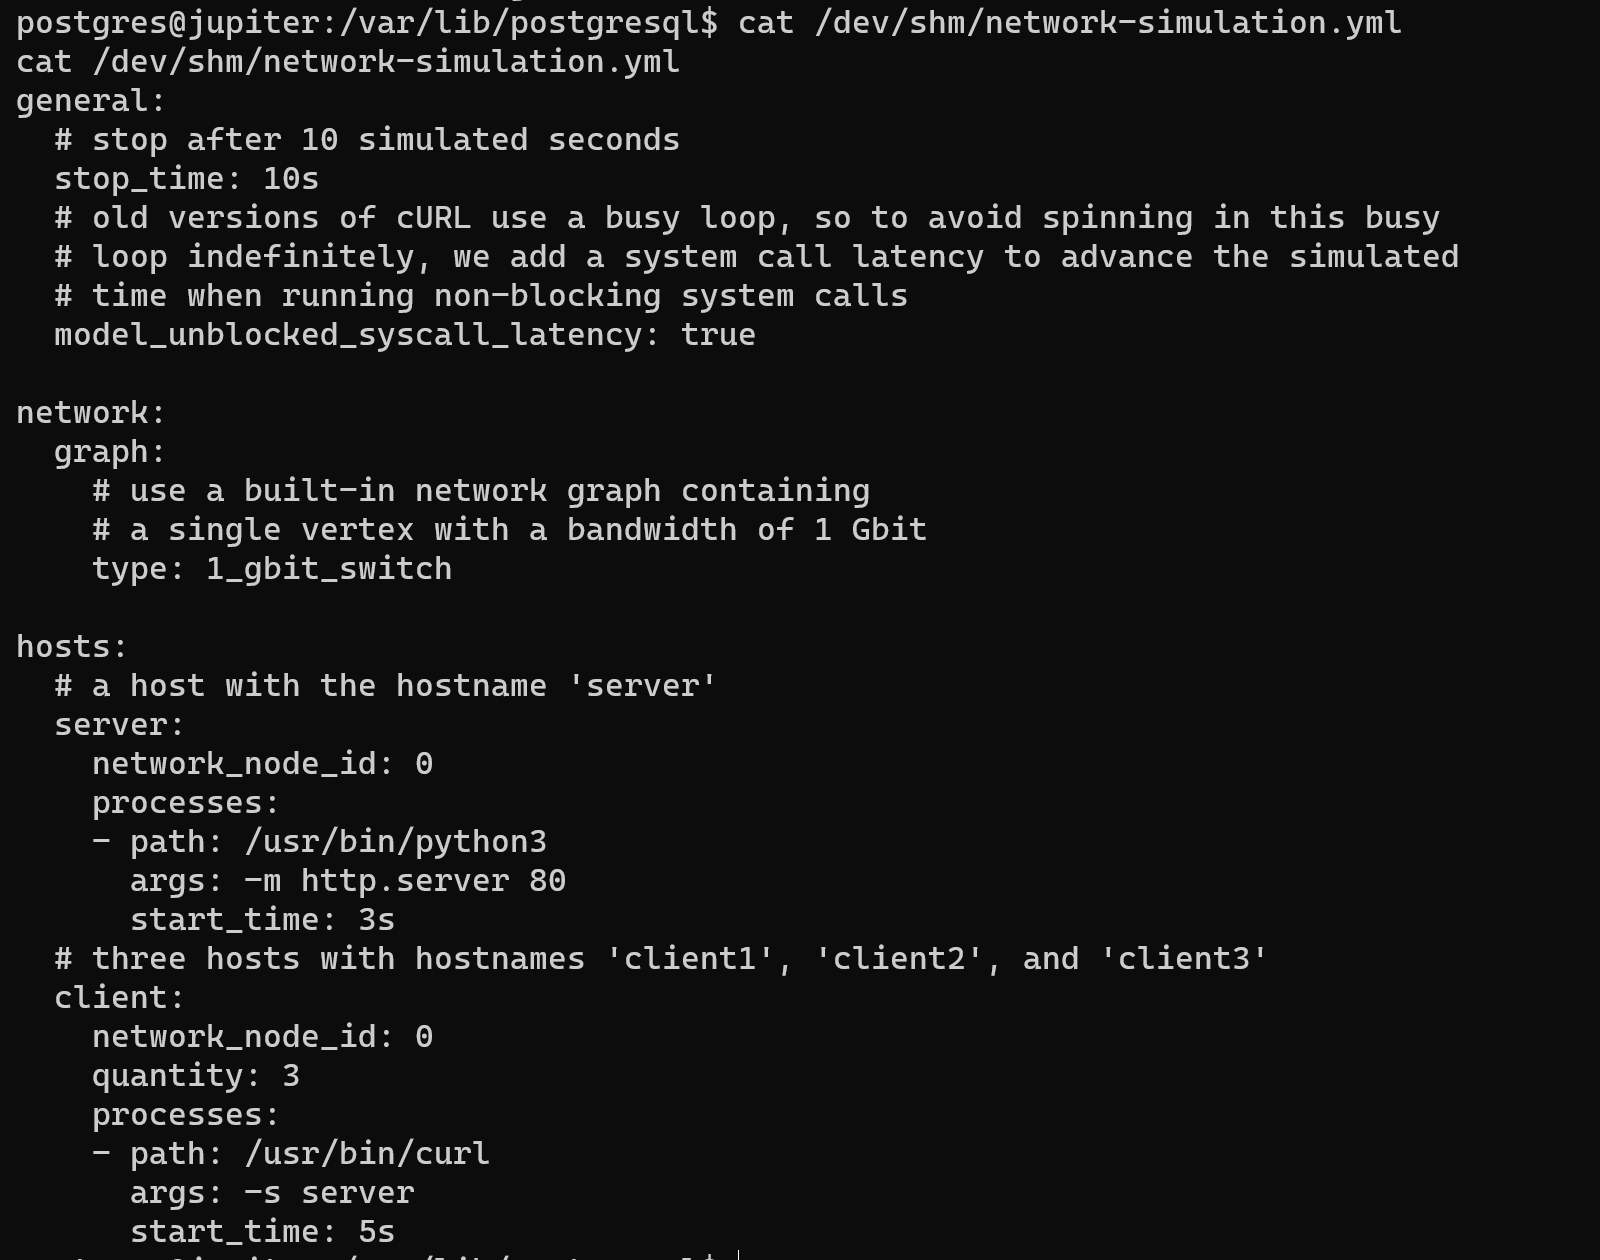 postgres@jupiter:/var/lib/postgresql$ cat /dev/shm/network-simulation.yml
cat /dev/shm/network-simulation.yml
general:
  # stop after 10 simulated seconds
  stop_time: 10s
  # old versions of cURL use a busy loop, so to avoid spinning in this busy
  # loop indefinitely, we add a system call latency to advance the simulated
  # time when running non-blocking system calls
  model_unblocked_syscall_latency: true

network:
  graph:
    # use a built-in network graph containing
    # a single vertex with a bandwidth of 1 Gbit
    type: 1_gbit_switch

hosts:
  # a host with the hostname 'server'
  server:
    network_node_id: 0
    processes:
    - path: /usr/bin/python3
      args: -m http.server 80
      start_time: 3s
  # three hosts with hostnames 'client1', 'client2', and 'client3'
  client:
    network_node_id: 0
    quantity: 3
    processes:
    - path: /usr/bin/curl
      args: -s server
      start_time: 5s